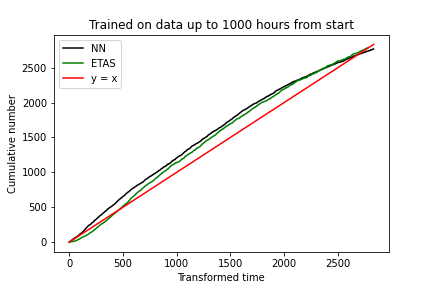 Trained on data up to 1000 hours from start
NN
ETAS
y = x
Cumulative number
2500
2000
1500
1000
500
0
0
500
1000
1500
2000
2500
Transformed time